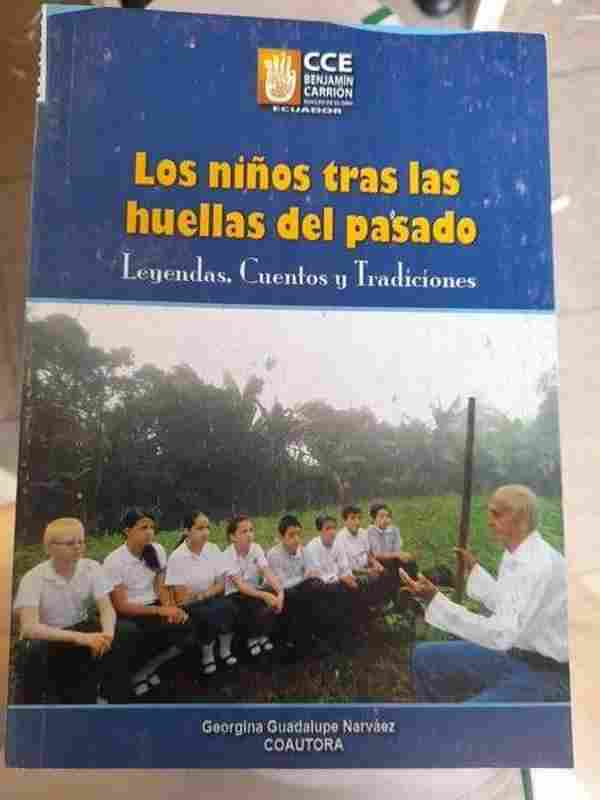 CCE
BENJAMÍN
CARRIÓN
ECUADOR
Los niños tras las
huellas del pasado
Leyendas, Cuentos y Tradiciones
Georgina Guadalupe Narváez
COAUTORA